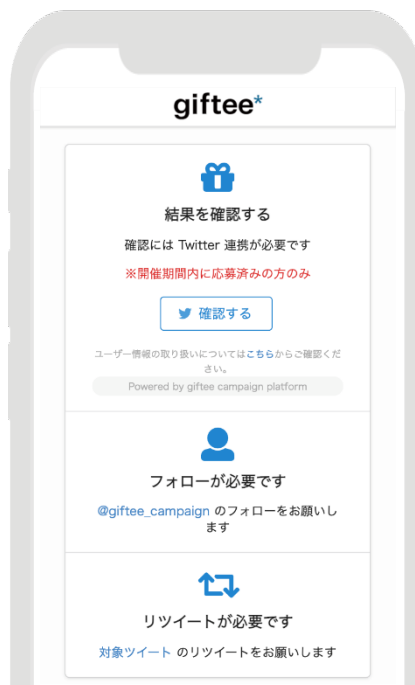 giftee*
結果を確認する
確認には Twitter 連携が必要です
※開催期間内に応募済みの方のみ
確認する
ユーザー情報の取り扱いについてはこちらからご確認くだ
さい。
Powered by giftee campaign platform
フォローが必要です
@giftee_campaign のフォローをお願いし
ます
リツイートが必要です
対象ツイート のリツイートをお願いします